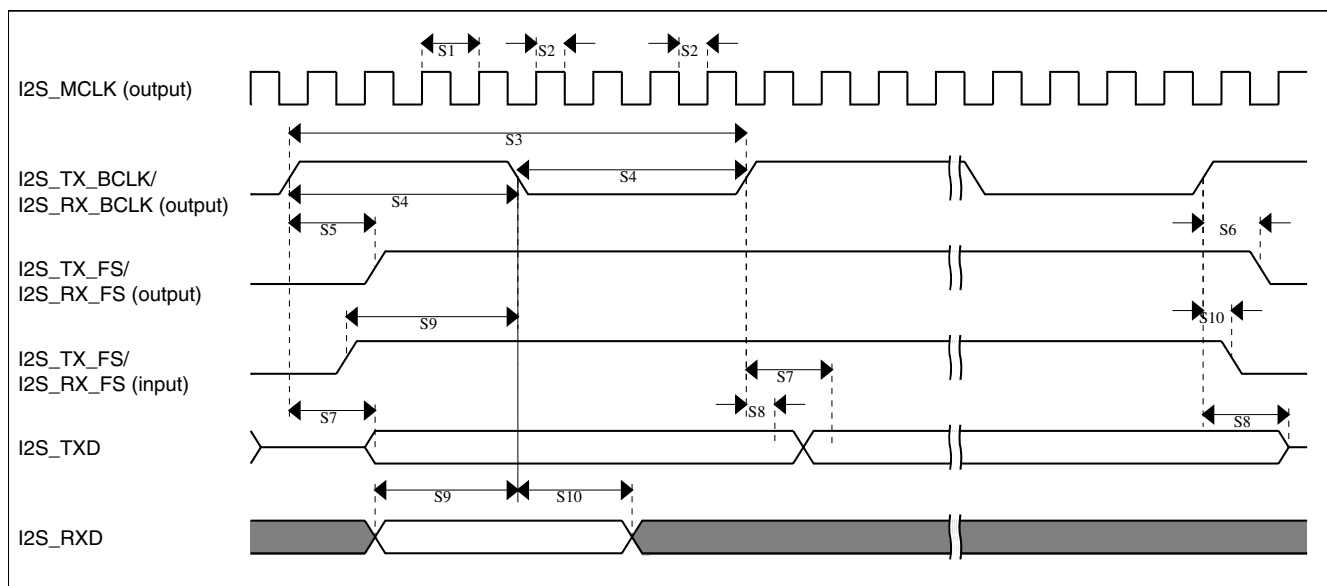 S1
S2
S2
I2S_MCLK (output)
S3
I2S_TX_BCLK/
I2S_RX_BCLK (output)
S4
S4
S5
S6
I2S_TX_FS/
I2S_RX_FS (output)
S9
S10
I2S_TX_FS/
I2S_RX_FS (input)
S7
S7
S8
S8
I2S_TXD
S9
S10
I2S_RXD